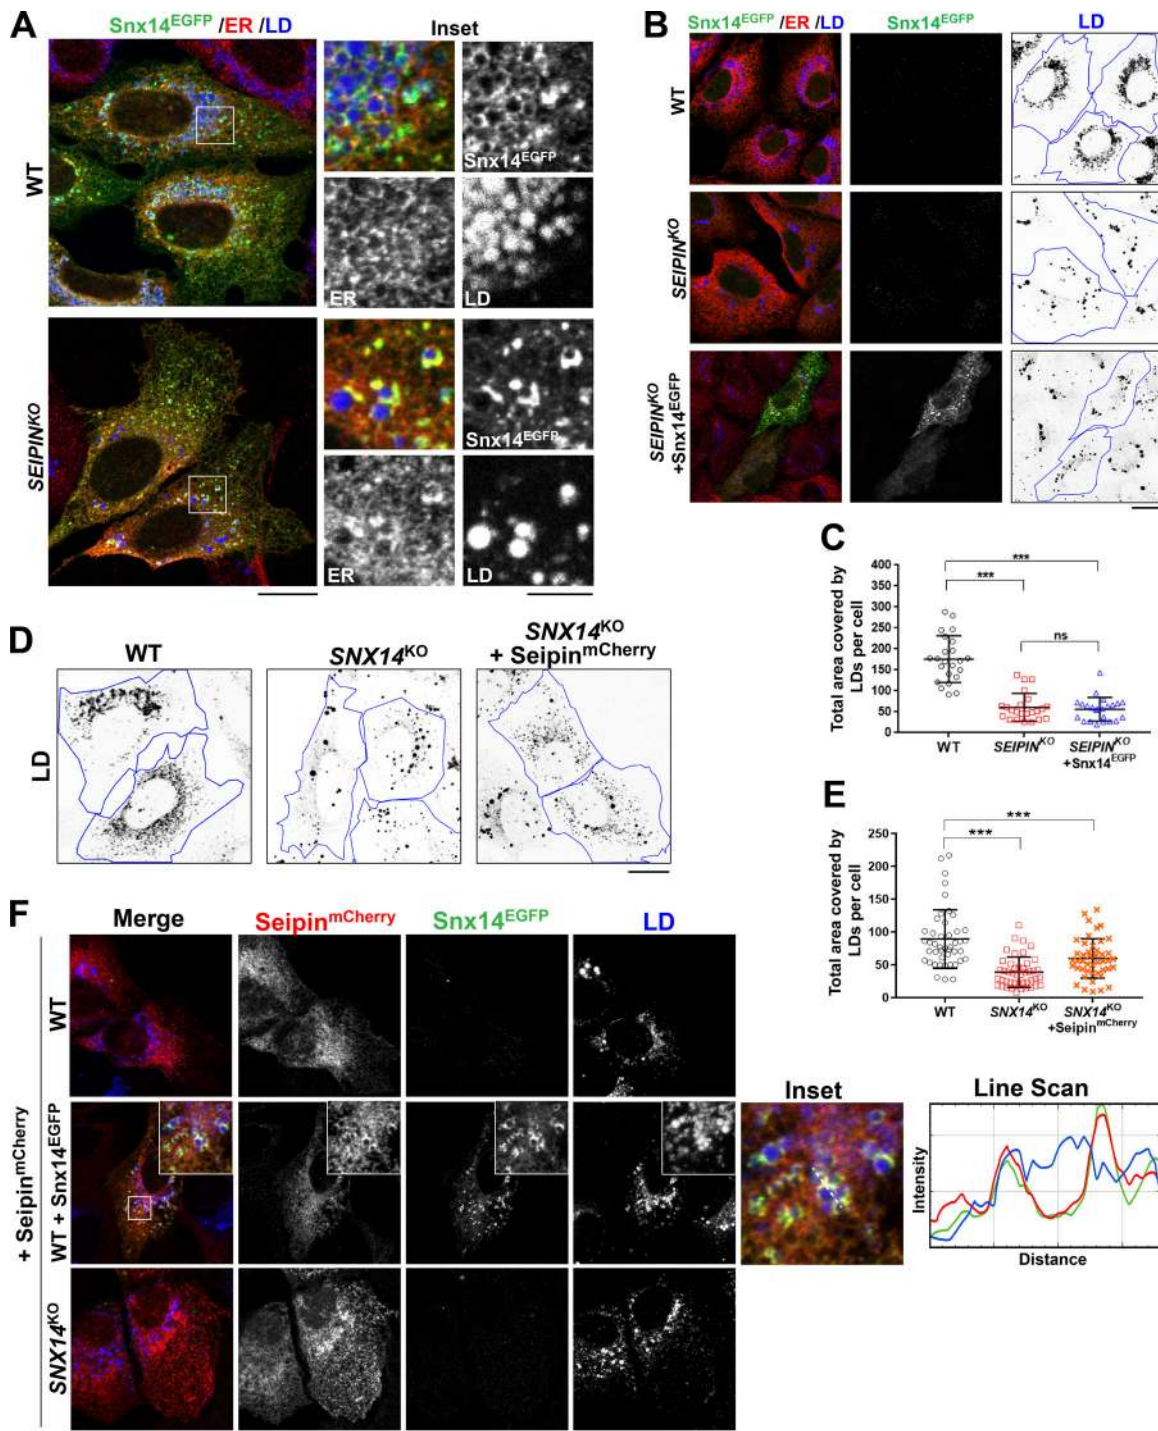 A
Snx14EGFP /ER /LD
Inset
WT
Snx14EGFP
ER
LD
SEIPINKO
Snx14EGFP
ER
LD
B
Snx14EGFP /ER /LD
Snx14EGFP
LD
WT
SEIPINKO
SEIPINKO
+Snx14EGFP
C
Total area covered by
LDs per cell
400
350
300
250
200
150
100
50
0
***
***
ns
WT
SEIPINKO
SEIPINKO
+Snx14EGFP
D
WT
SNX14KO
SNX14KO
+ SeipinmCherry
LD
E
Total area covered by
LDs per cell
250
200
150
100
50
0
***
***
WT
SNX14KO
SNX14KO
+SeipinmCherry
F
Merge
SeipinmCherry
Snx14EGFP
LD
+ SeipinmCherry
WT
WT + Snx14EGFP
SNX14KO
Inset
Line Scan
Intensity
Distance